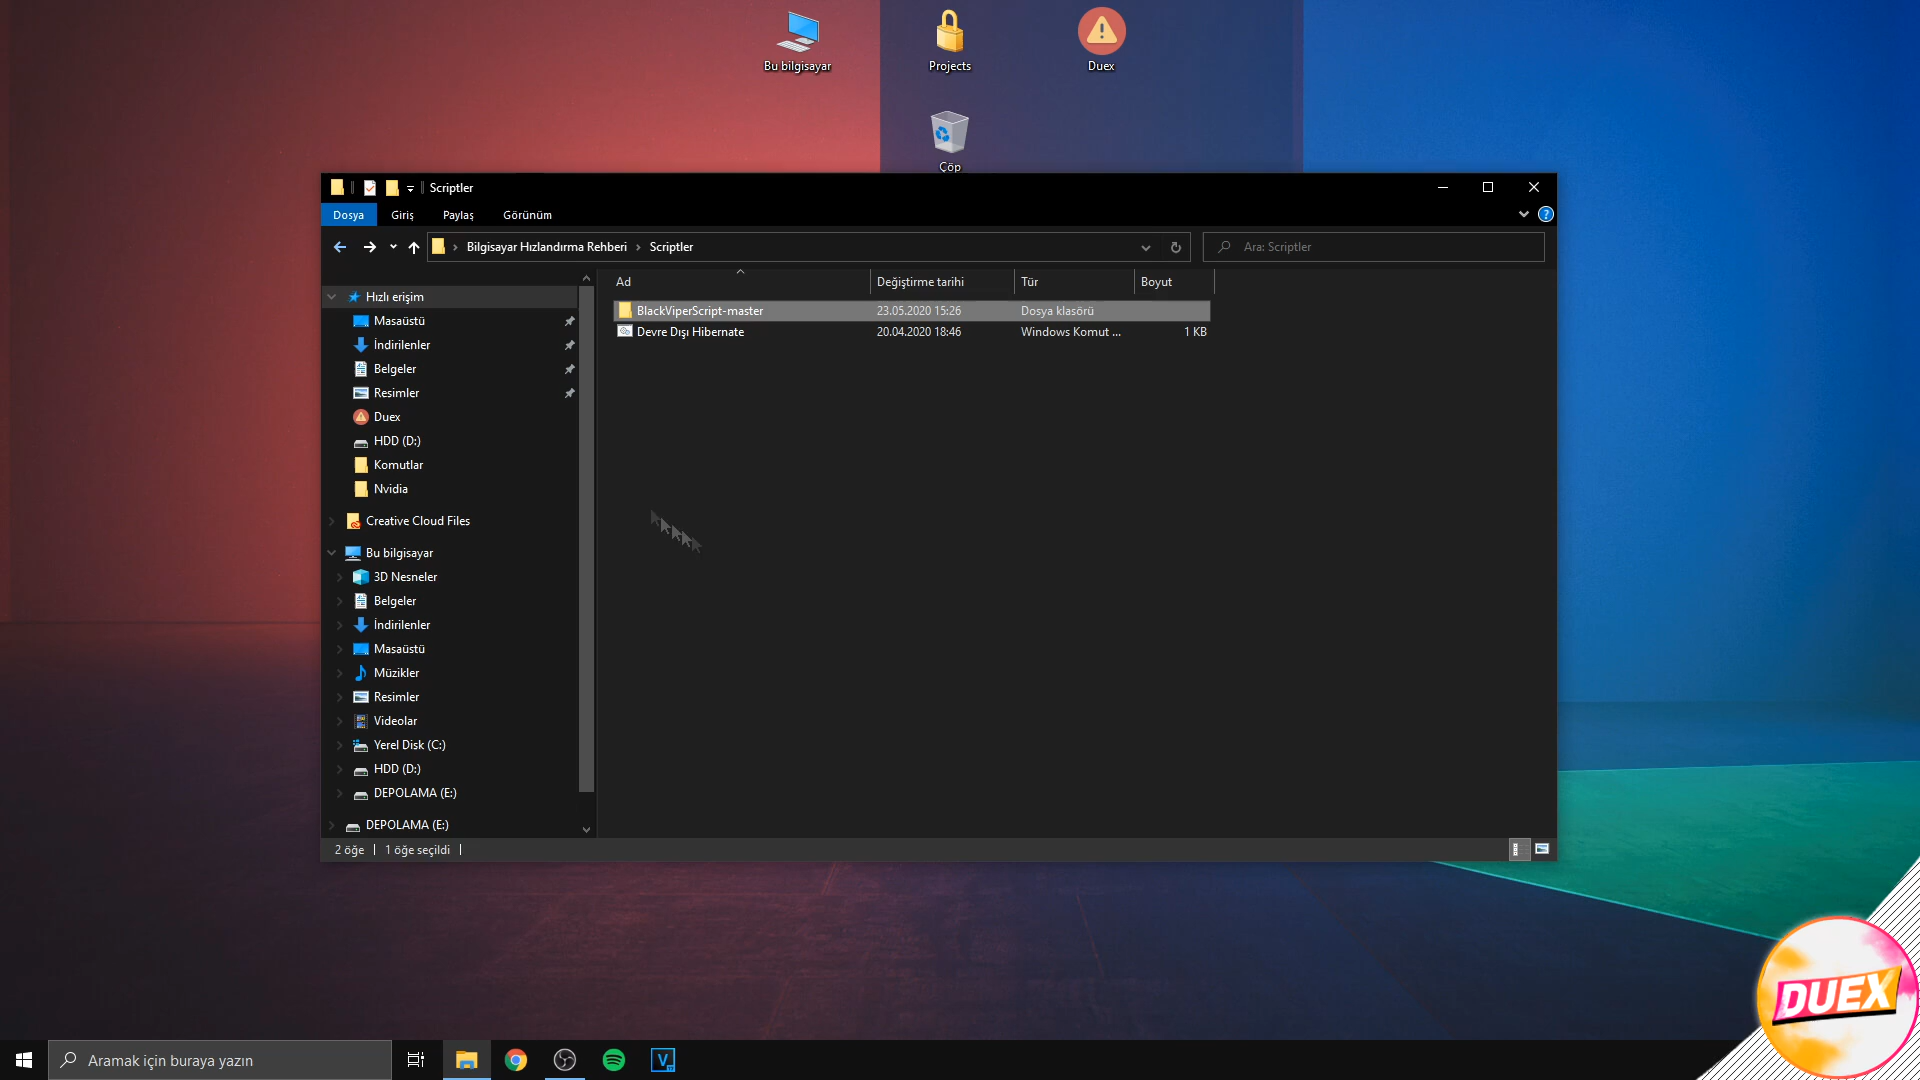 Bu bilgisayar
Projects
Duex
Çöp
Scriptler
Dosya
Giriş
Paylaş
Görünüm
?
Bilgisayar Hızlandırma Rehberi
Scriptler
Ara: Scriptler
Ad
Değiştirme tarihi
Tür
Boyut
BlackViperScript-master
23.05.2020 15:26
Dosya klasörü
Devre Dışı Hibernate
20.04.2020 18:46
Windows Komut ...
1 KB
Hızlı erişim
Masaüstü
İndirilenler
Belgeler
Resimler
Duex
HDD (D:)
Komutlar
Nvidia
Creative Cloud Files
Bu bilgisayar
3D Nesneler
Belgeler
İndirilenler
Masaüstü
Müzikler
Resimler
Videolar
Yerel Disk (C:)
HDD (D:)
DEPOLAMA (E:)
DEPOLAMA (E:)
2 öğe
1 öğe seçildi
DUEX
Aramak için buraya yazın
V